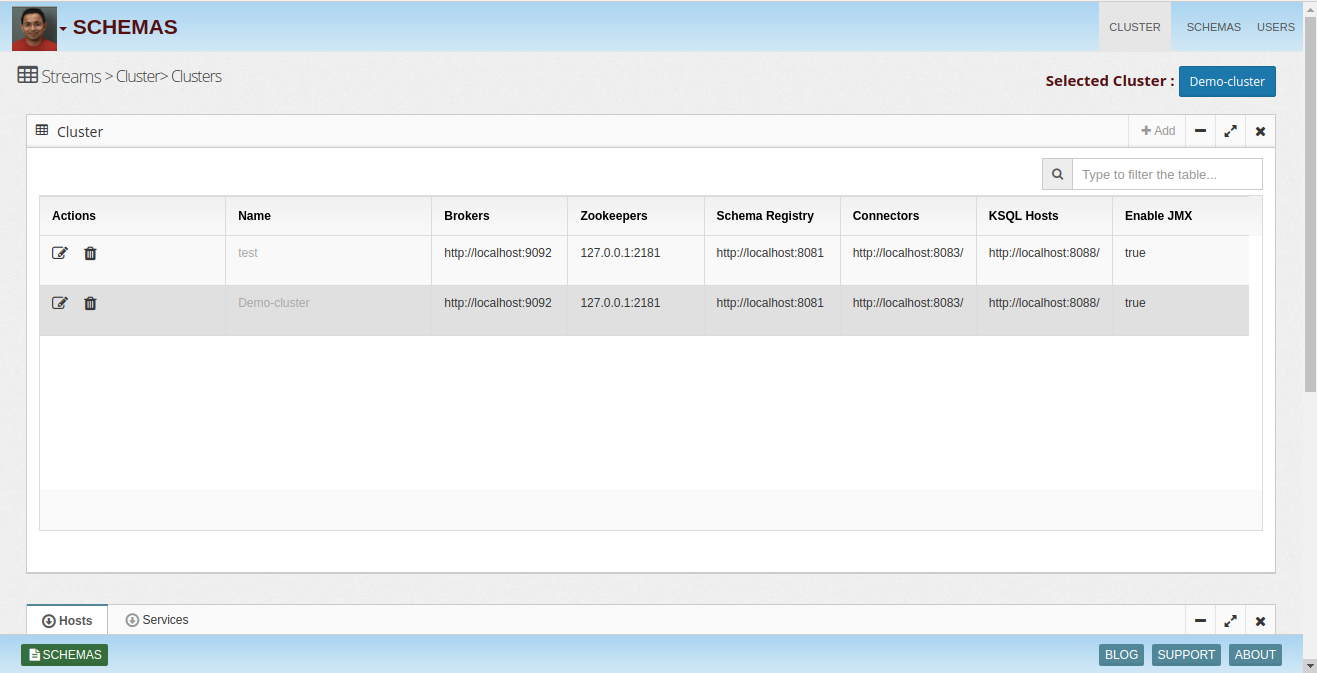 SCHEMAS
CLUSTER SCHEMAS USERS
Streams > Cluster> Clusters
Selected Cluster : Demo-cluster
Cluster
Add
Type to filter the table...
Actions Name Brokers Zookeepers Schema Registry Connectors KSQL Hosts Enable JMX
test http://localhost:9092 127.0.0.1:2181 http://localhost:8081 http://localhost:8083/ http://localhost:8088/ true
Demo-cluster http://localhost:9092 127.0.0.1:2181 http://localhost:8081 http://localhost:8083/ http://localhost:8088/ true
Hosts Services
SCHEMAS
BLOG SUPPORT ABOUT